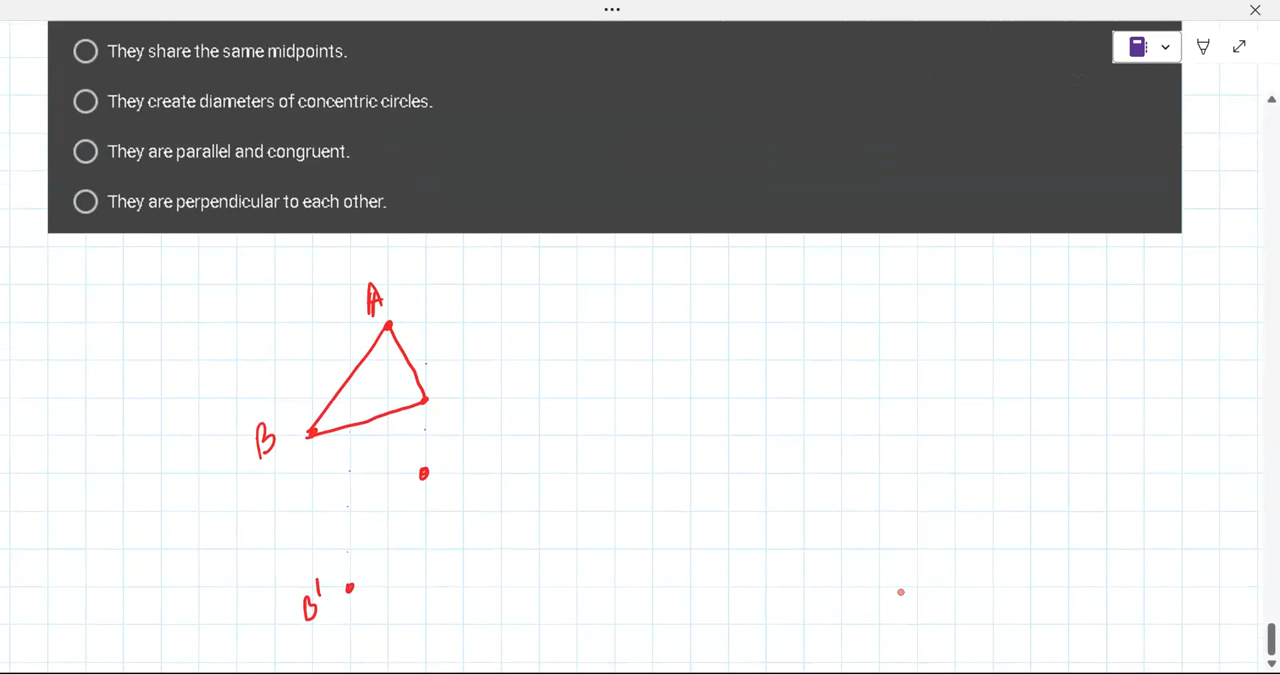 They share the same midpoints.
They create diameters of concentric circles.
They are parallel and congruent.
They are perpendicular to each other.
A
B
B'